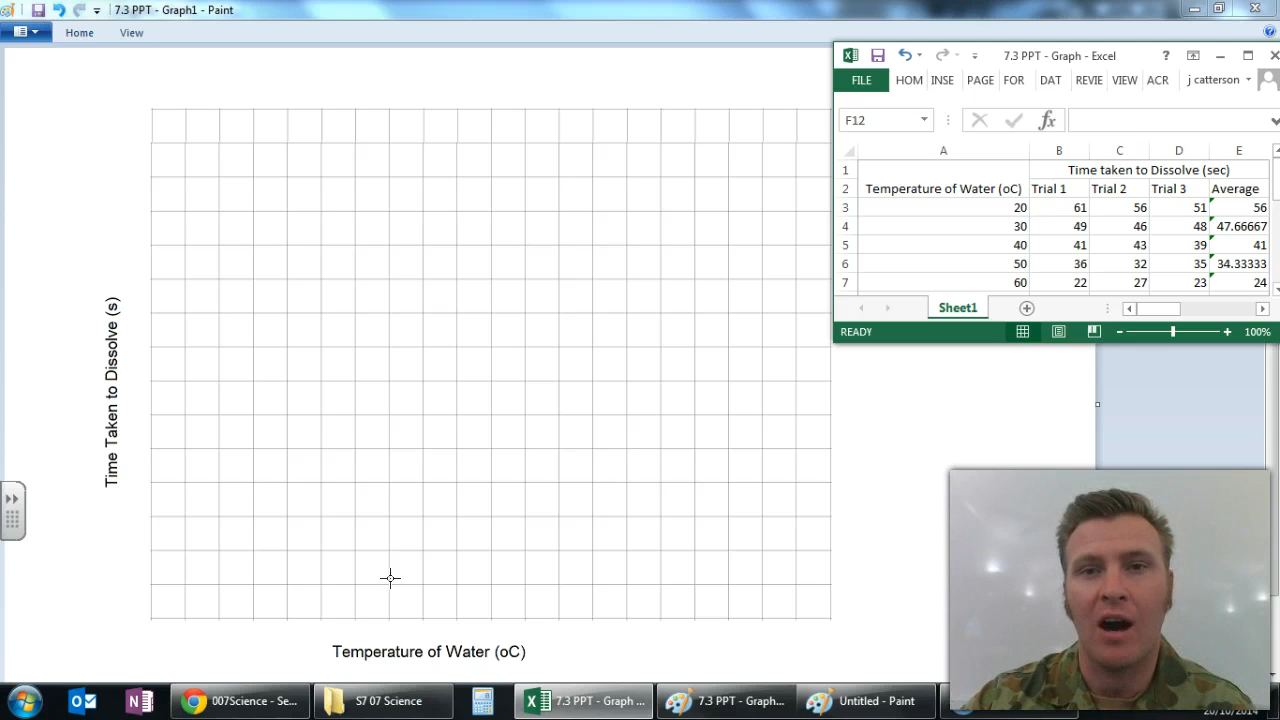 7.3 PPT - Graph1 - Paint
Home View
7.3 PPT - Graph - Excel
FILE HOM INSE PAGE FOR DAT REVIE VIEW ACR j catterson
F12 fx
A B C D E
1 Time taken to Dissolve (sec)
2 Temperature of Water (oC) Trial 1 Trial 2 Trial 3 Average
3 20 61 56 51 56
4 30 49 46 48 47.66667
5 40 41 43 39 41
6 50 36 32 35 34.33333
7 60 22 27 23 24
Sheet1
READY 100%
Time Taken to Dissolve (s)
Temperature of Water (oC)
007Science - Se... S7 07 Science 7.3 PPT - Graph ... 7.3 PPT - Graph... Untitled - Paint
20/10/2014